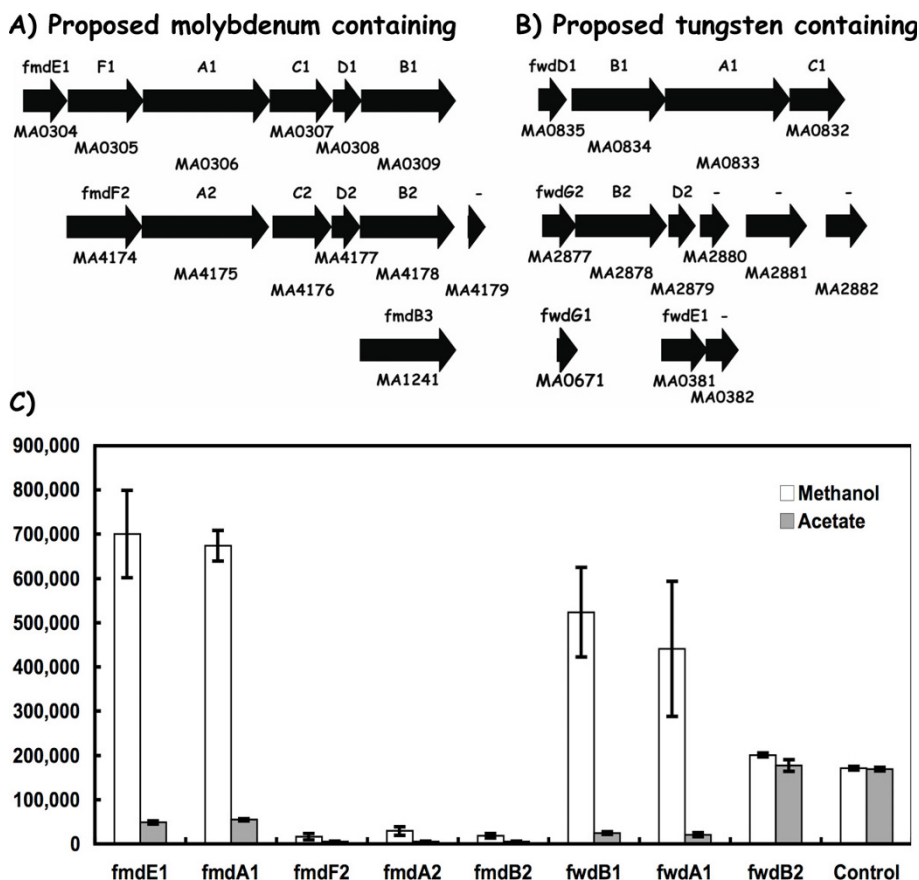 A) Proposed molybdenum containing
B) Proposed tungsten containing
fmdE1 F1 A1 C1 D1 B1
MA0304 MA0305 MA0306 MA0307 MA0308 MA0309
fmdF2 A2 C2 D2 B2 -
MA4174 MA4175 MA4176 MA4177 MA4178 MA4179
fmdB3
MA1241
fwdD1 B1 A1 C1
MA0835 MA0834 MA0833 MA0832
fwdG2 B2 D2 - - -
MA2877 MA2878 MA2879 MA2880 MA2881 MA2882
fwdG1 fwdE1 -
MA0671 MA0381 MA0382
C)
900,000
800,000
700,000
600,000
500,000
400,000
300,000
200,000
100,000
0
Methanol
Acetate
fmdE1 fmdA1 fmdF2 fmdA2 fmdB2 fwdB1 fwdA1 fwdB2 Control